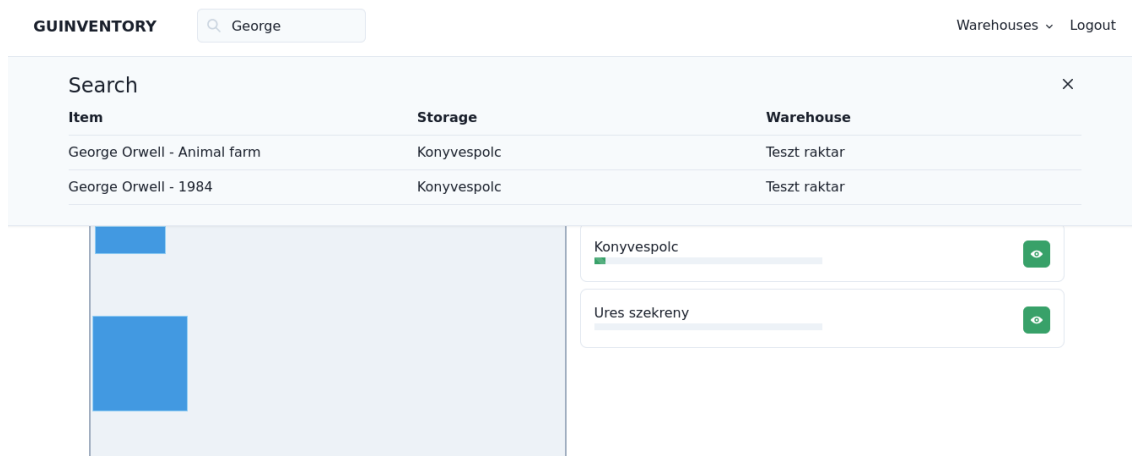 GUINVENTORY George Warehouses Logout
Search
Item Storage Warehouse
George Orwell - Animal farm Konyvespolc Teszt raktar
George Orwell - 1984 Konyvespolc Teszt raktar
Konyvespolc
Ures szekreny